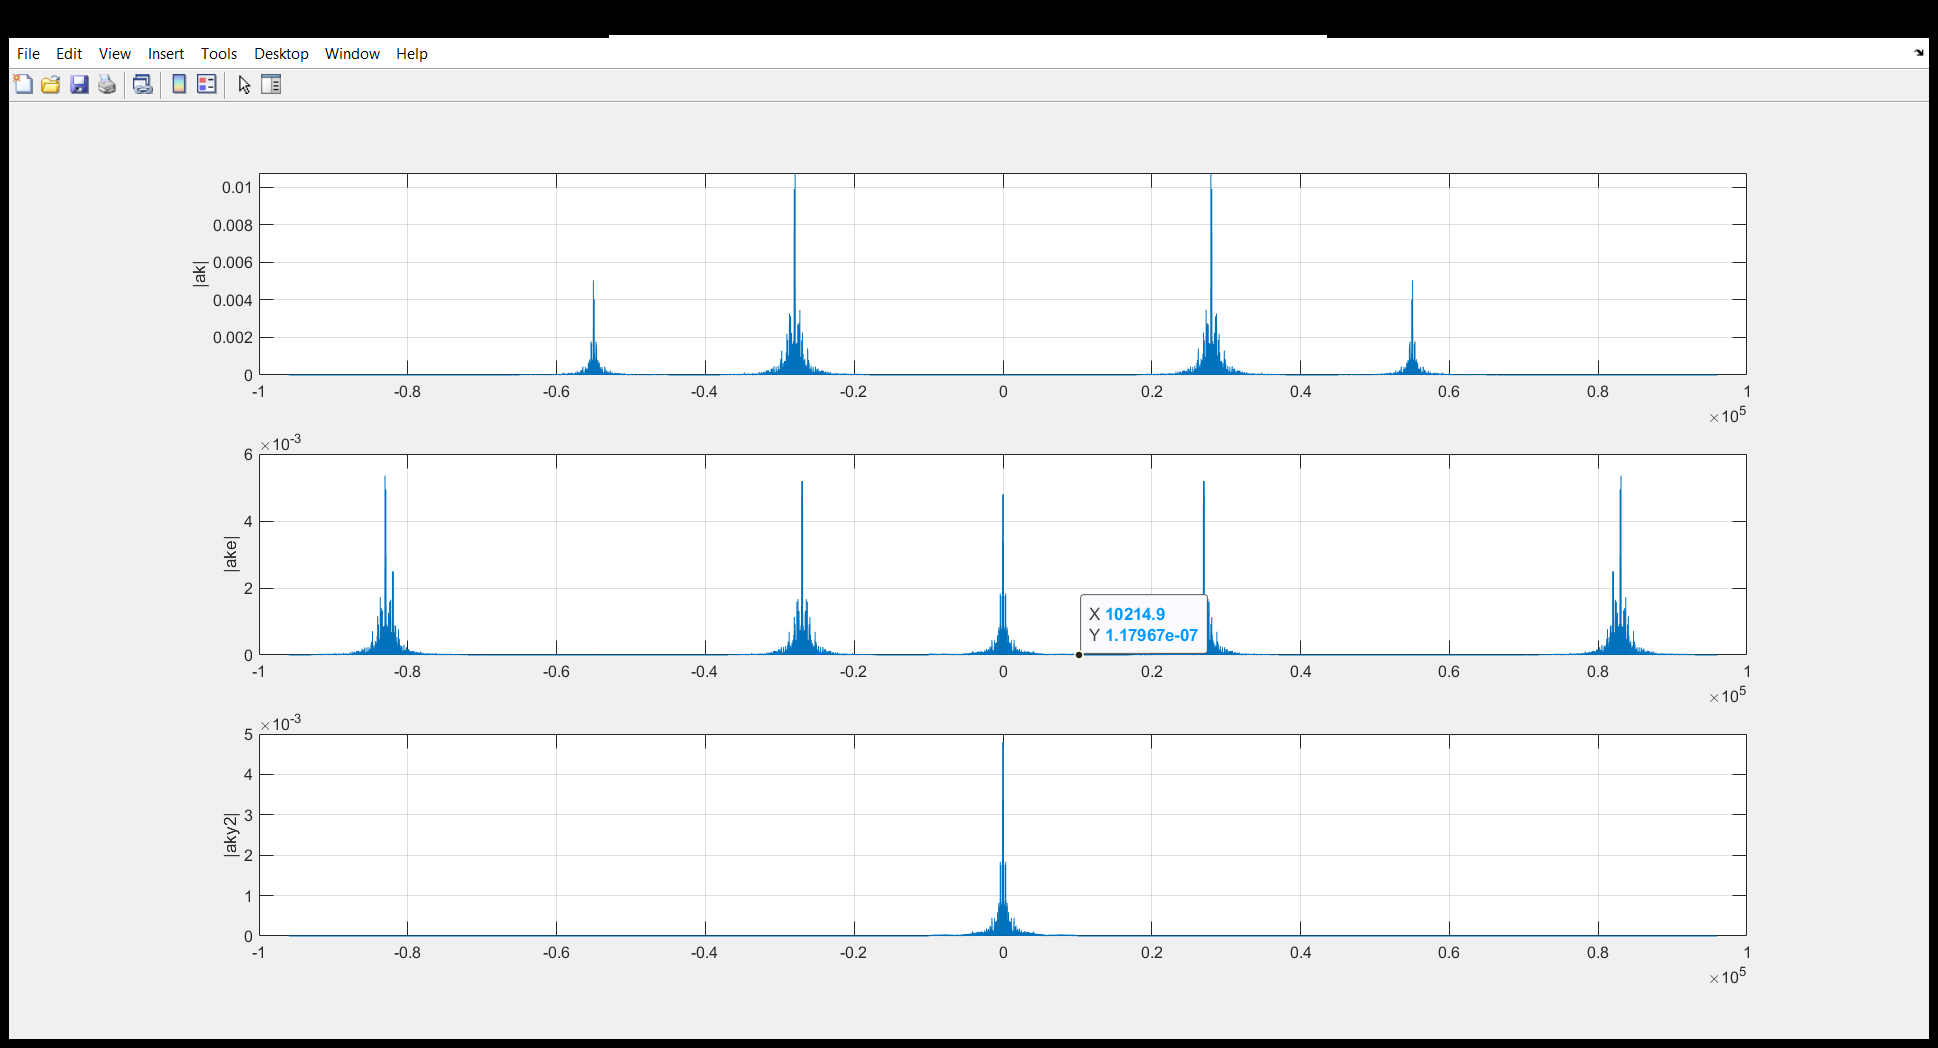 File Edit View Insert Tools Desktop Window Help
|ak|
0.01
0.008
0.006
0.004
0.002
0
-1 -0.8 -0.6 -0.4 -0.2 0 0.2 0.4 0.6 0.8 1
×10^5
×10^-3
|ake|
6
4
2
0
X 10214.9
Y 1.17967e-07
-1 -0.8 -0.6 -0.4 -0.2 0 0.2 0.4 0.6 0.8 1
×10^5
×10^-3
|aky2|
5
4
3
2
1
0
-1 -0.8 -0.6 -0.4 -0.2 0 0.2 0.4 0.6 0.8 1
×10^5